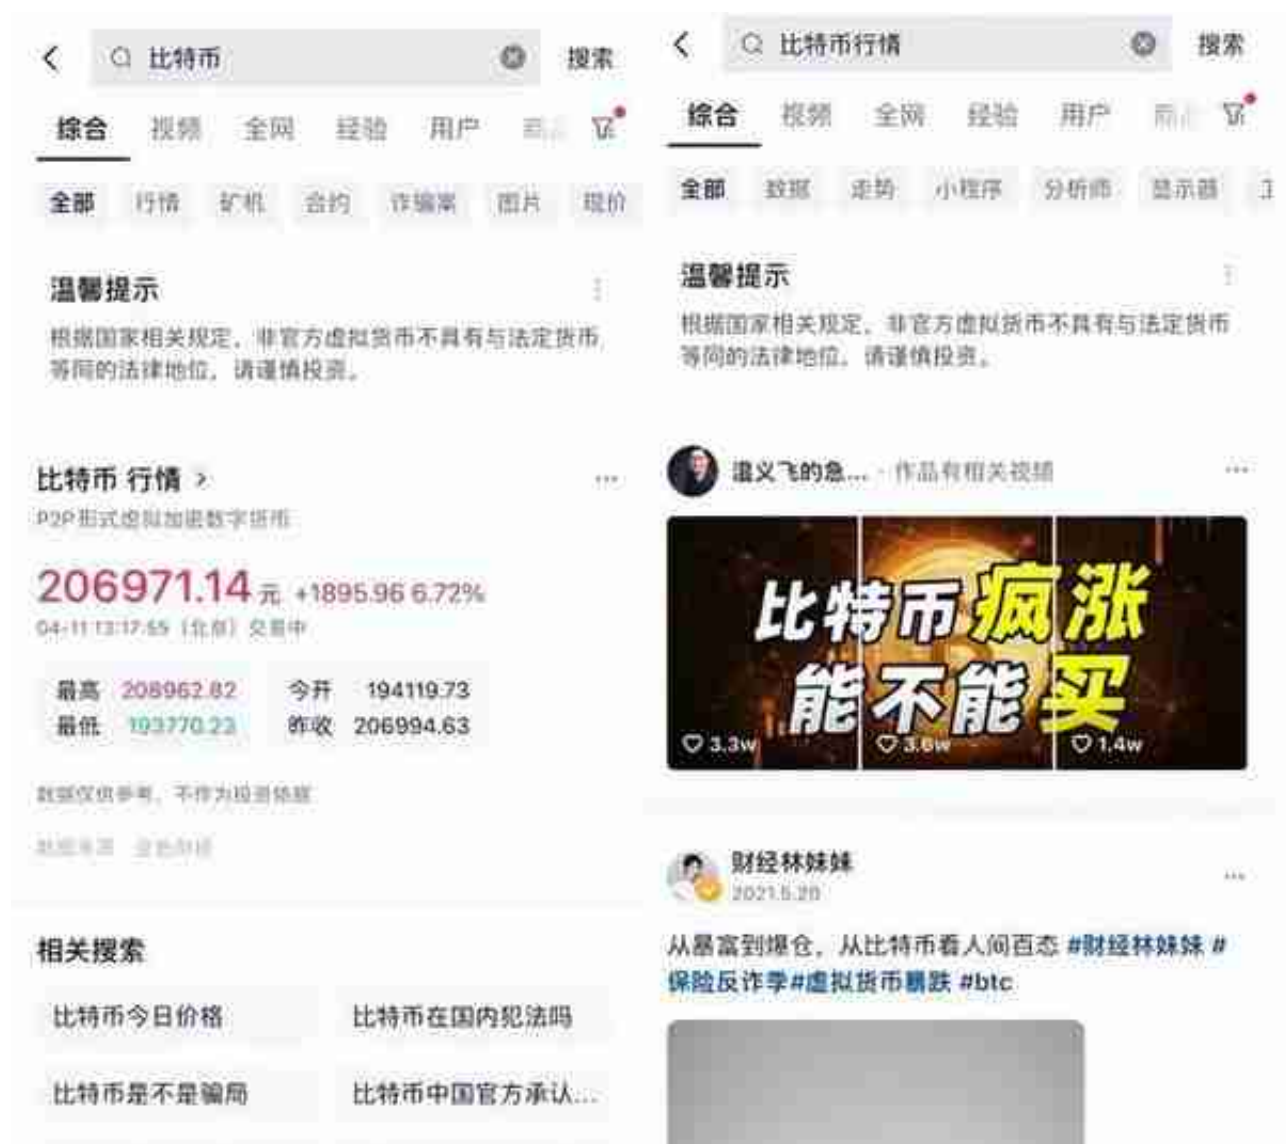 比特币
搜索
综合 视频 全网 经验 用户
全部 行情 矿机 合约 诈骗案 图片 现价
温馨提示
根据国家相关规定，非官方虚拟货币不具有与法定货币
等同的法律地位，请谨慎投资。
比特币 行情 >
P2P形式虚拟加密数字货币
206971.14 元 +1895.96 6.72%
04-11 13:17:55 (北京) 交易中
最高 208962.82 今开 194119.73
最低 193770.23 昨收 206994.63
数据仅供参考，不作为投资依据
相关搜索
比特币今日价格 比特币在国内犯法吗
比特币是不是骗局 比特币中国官方承认...
比特币行情
搜索
综合 视频 全网 经验 用户
全部 数据 走势 小程序 分析师 显示器
温馨提示
根据国家相关规定，非官方虚拟货币不具有与法定货币
等同的法律地位，请谨慎投资。
温义飞的急... · 作品有相关视频
比特币疯涨
能不能买
3.3w 3.6w 1.4w
财经林妹妹
2021.5.20
从暴富到爆仓，从比特币看人间百态 #财经林妹妹 #
保险反诈季#虚拟货币暴跌 #btc